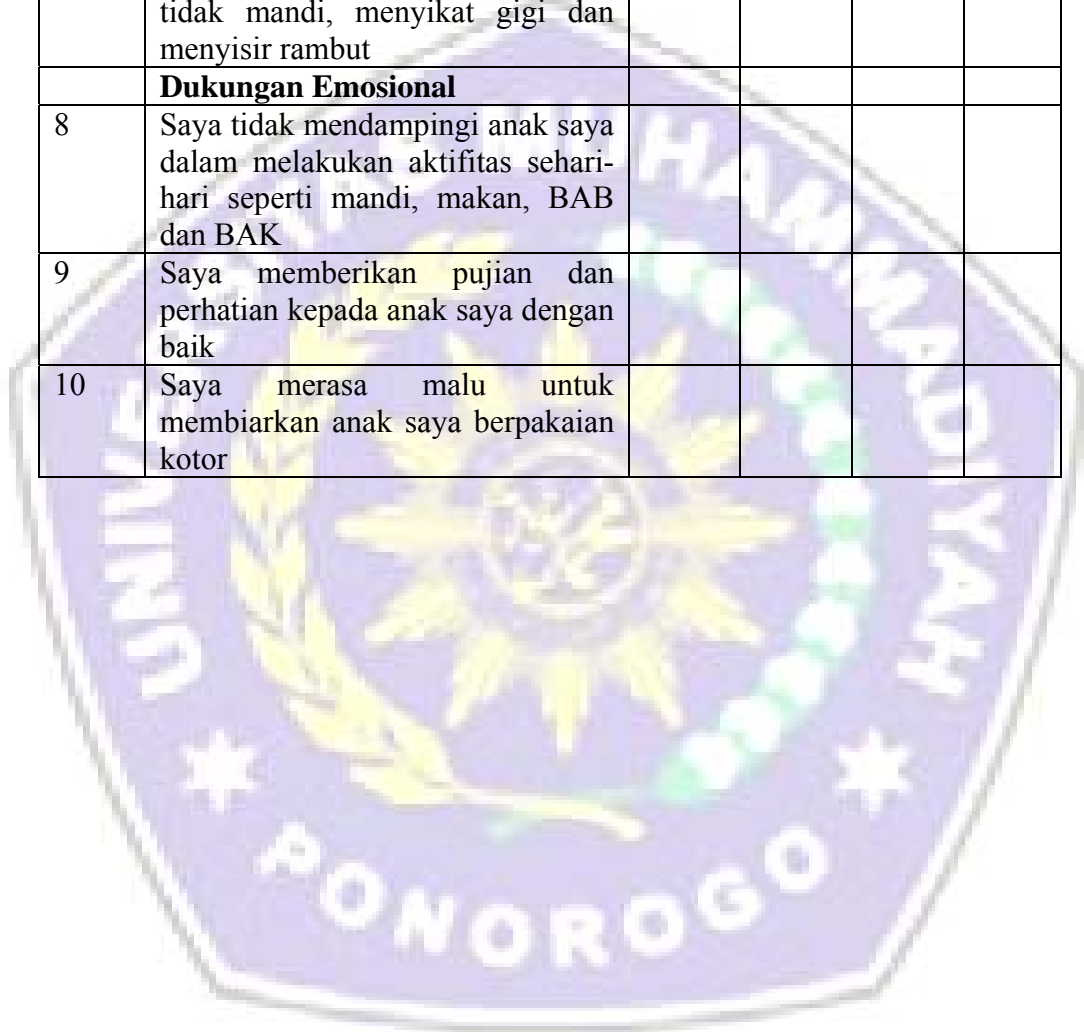 tidak mandi, menyikat gigi dan
menyisir rambut
Dukungan Emosional
8 Saya tidak mendampingi anak saya
dalam melakukan aktifitas sehari-
hari seperti mandi, makan, BAB
dan BAK
9 Saya memberikan pujian dan
perhatian kepada anak saya dengan
baik
10 Saya merasa malu untuk
membiarkan anak saya berpakaian
kotor
UNIVERSITAS MUHAMMADIYAH
PONOROGO